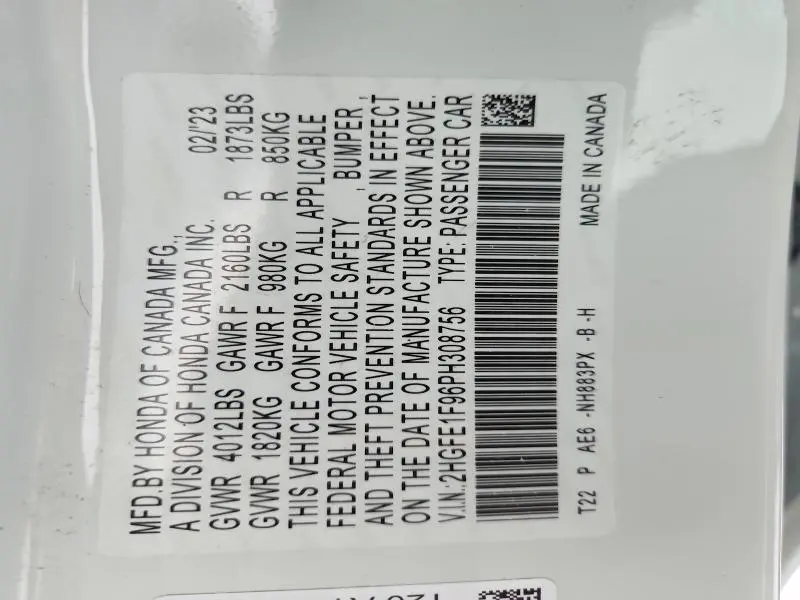 MFD.BY HONDA OF CANADA MFG., 02/'23
A DIVISION OF HONDA CANADA INC.
GVWR 4012LBS GAWR F 2160LBS R 1873LBS
GVWR 1820KG GAWR F 980KG R 850KG
THIS VEHICLE CONFORMS TO ALL APPLICABLE
FEDERAL MOTOR VEHICLE SAFETY , BUMPER ,
AND THEFT PREVENTION STANDARDS IN EFFECT
ON THE DATE OF MANUFACTURE SHOWN ABOVE.
V.I.N.:2HGFE1F96PH308756 TYPE: PASSENGER CAR
T22 P AE6 -NH883PX -B -H MADE IN CANADA